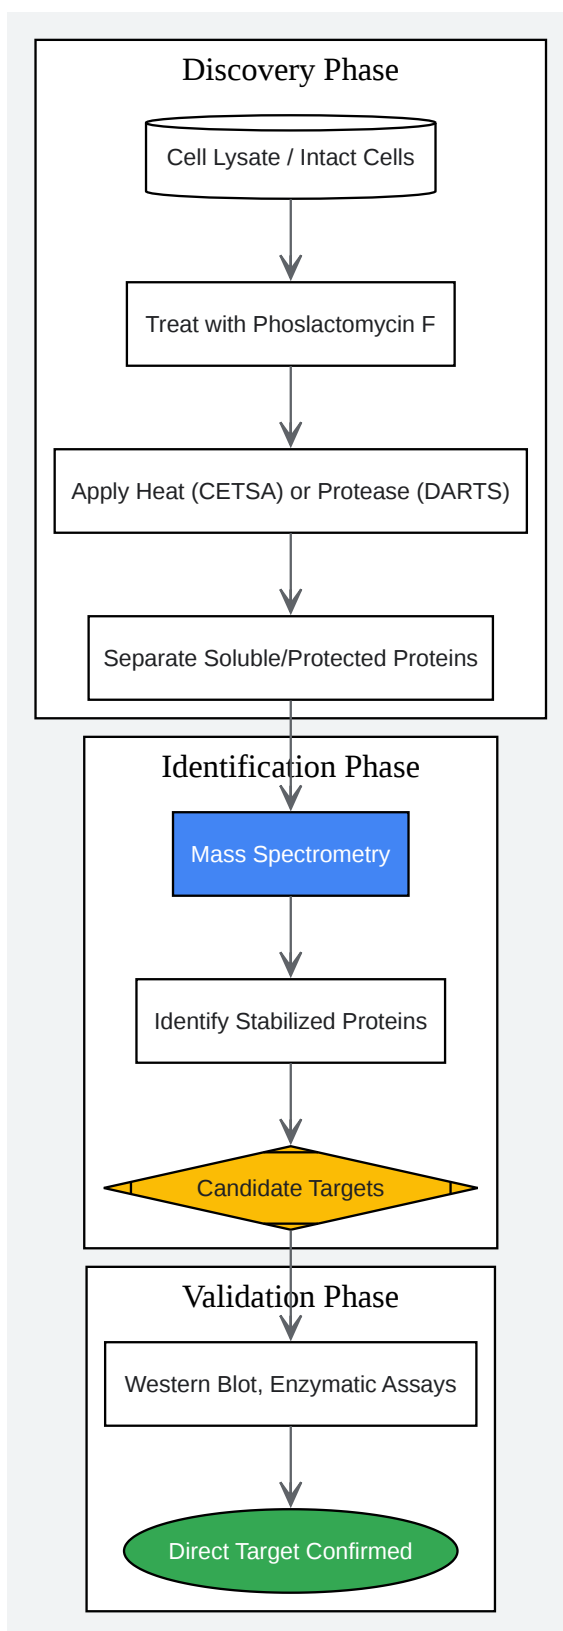 Discovery Phase
Cell Lysate / Intact Cells
Treat with Phoslactomycin F
Apply Heat (CETSA) or Protease (DARTS)
Separate Soluble/Protected Proteins
Identification Phase
Mass Spectrometry
Identify Stabilized Proteins
Candidate Targets
Validation Phase
Western Blot, Enzymatic Assays
Direct Target Confirmed